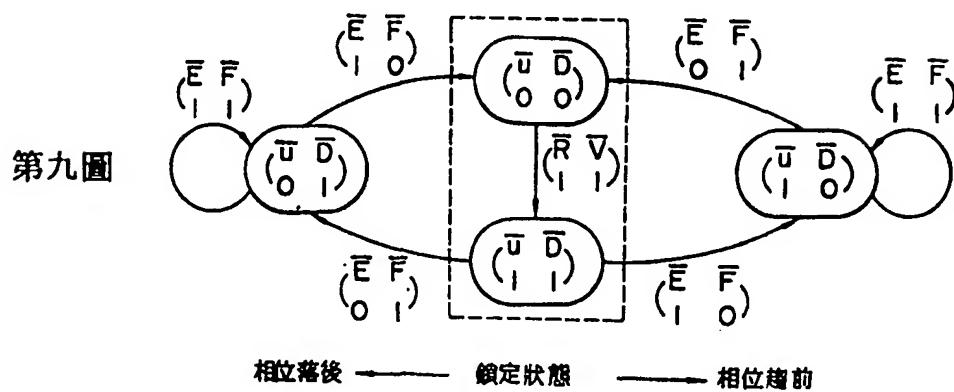 Ē F̄
(1 0)
Ē F̄
(0 1)
Ē F̄
(1 1)
ū D̄
(0 0)
Ē F̄
(1 1)
第九圖
ū D̄
(0 1)
R̄ V̄
(1 1)
ū D̄
(1 0)
ū D̄
(1 1)
Ē F̄
(0 1)
Ē F̄
(1 0)
相位落後 鎖定狀態 相位趨前